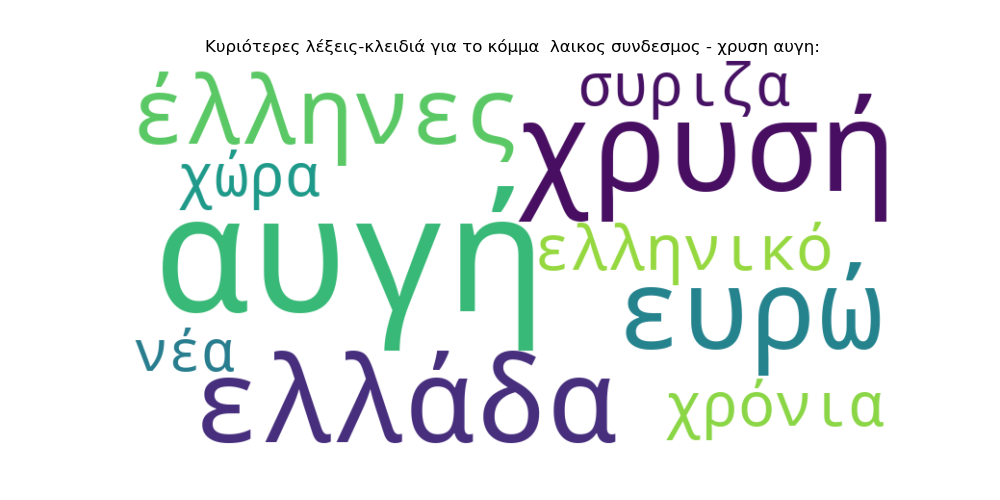 Κυριότερες λέξεις-κλειδιά για το κόμμα  λαικος συνδεσμος - χρυση αυγη:
έλληνες
συριζα
χρυσή
χώρα
αυγή
ελληνικό
ευρώ
νέα
ελλάδα
χρόνια